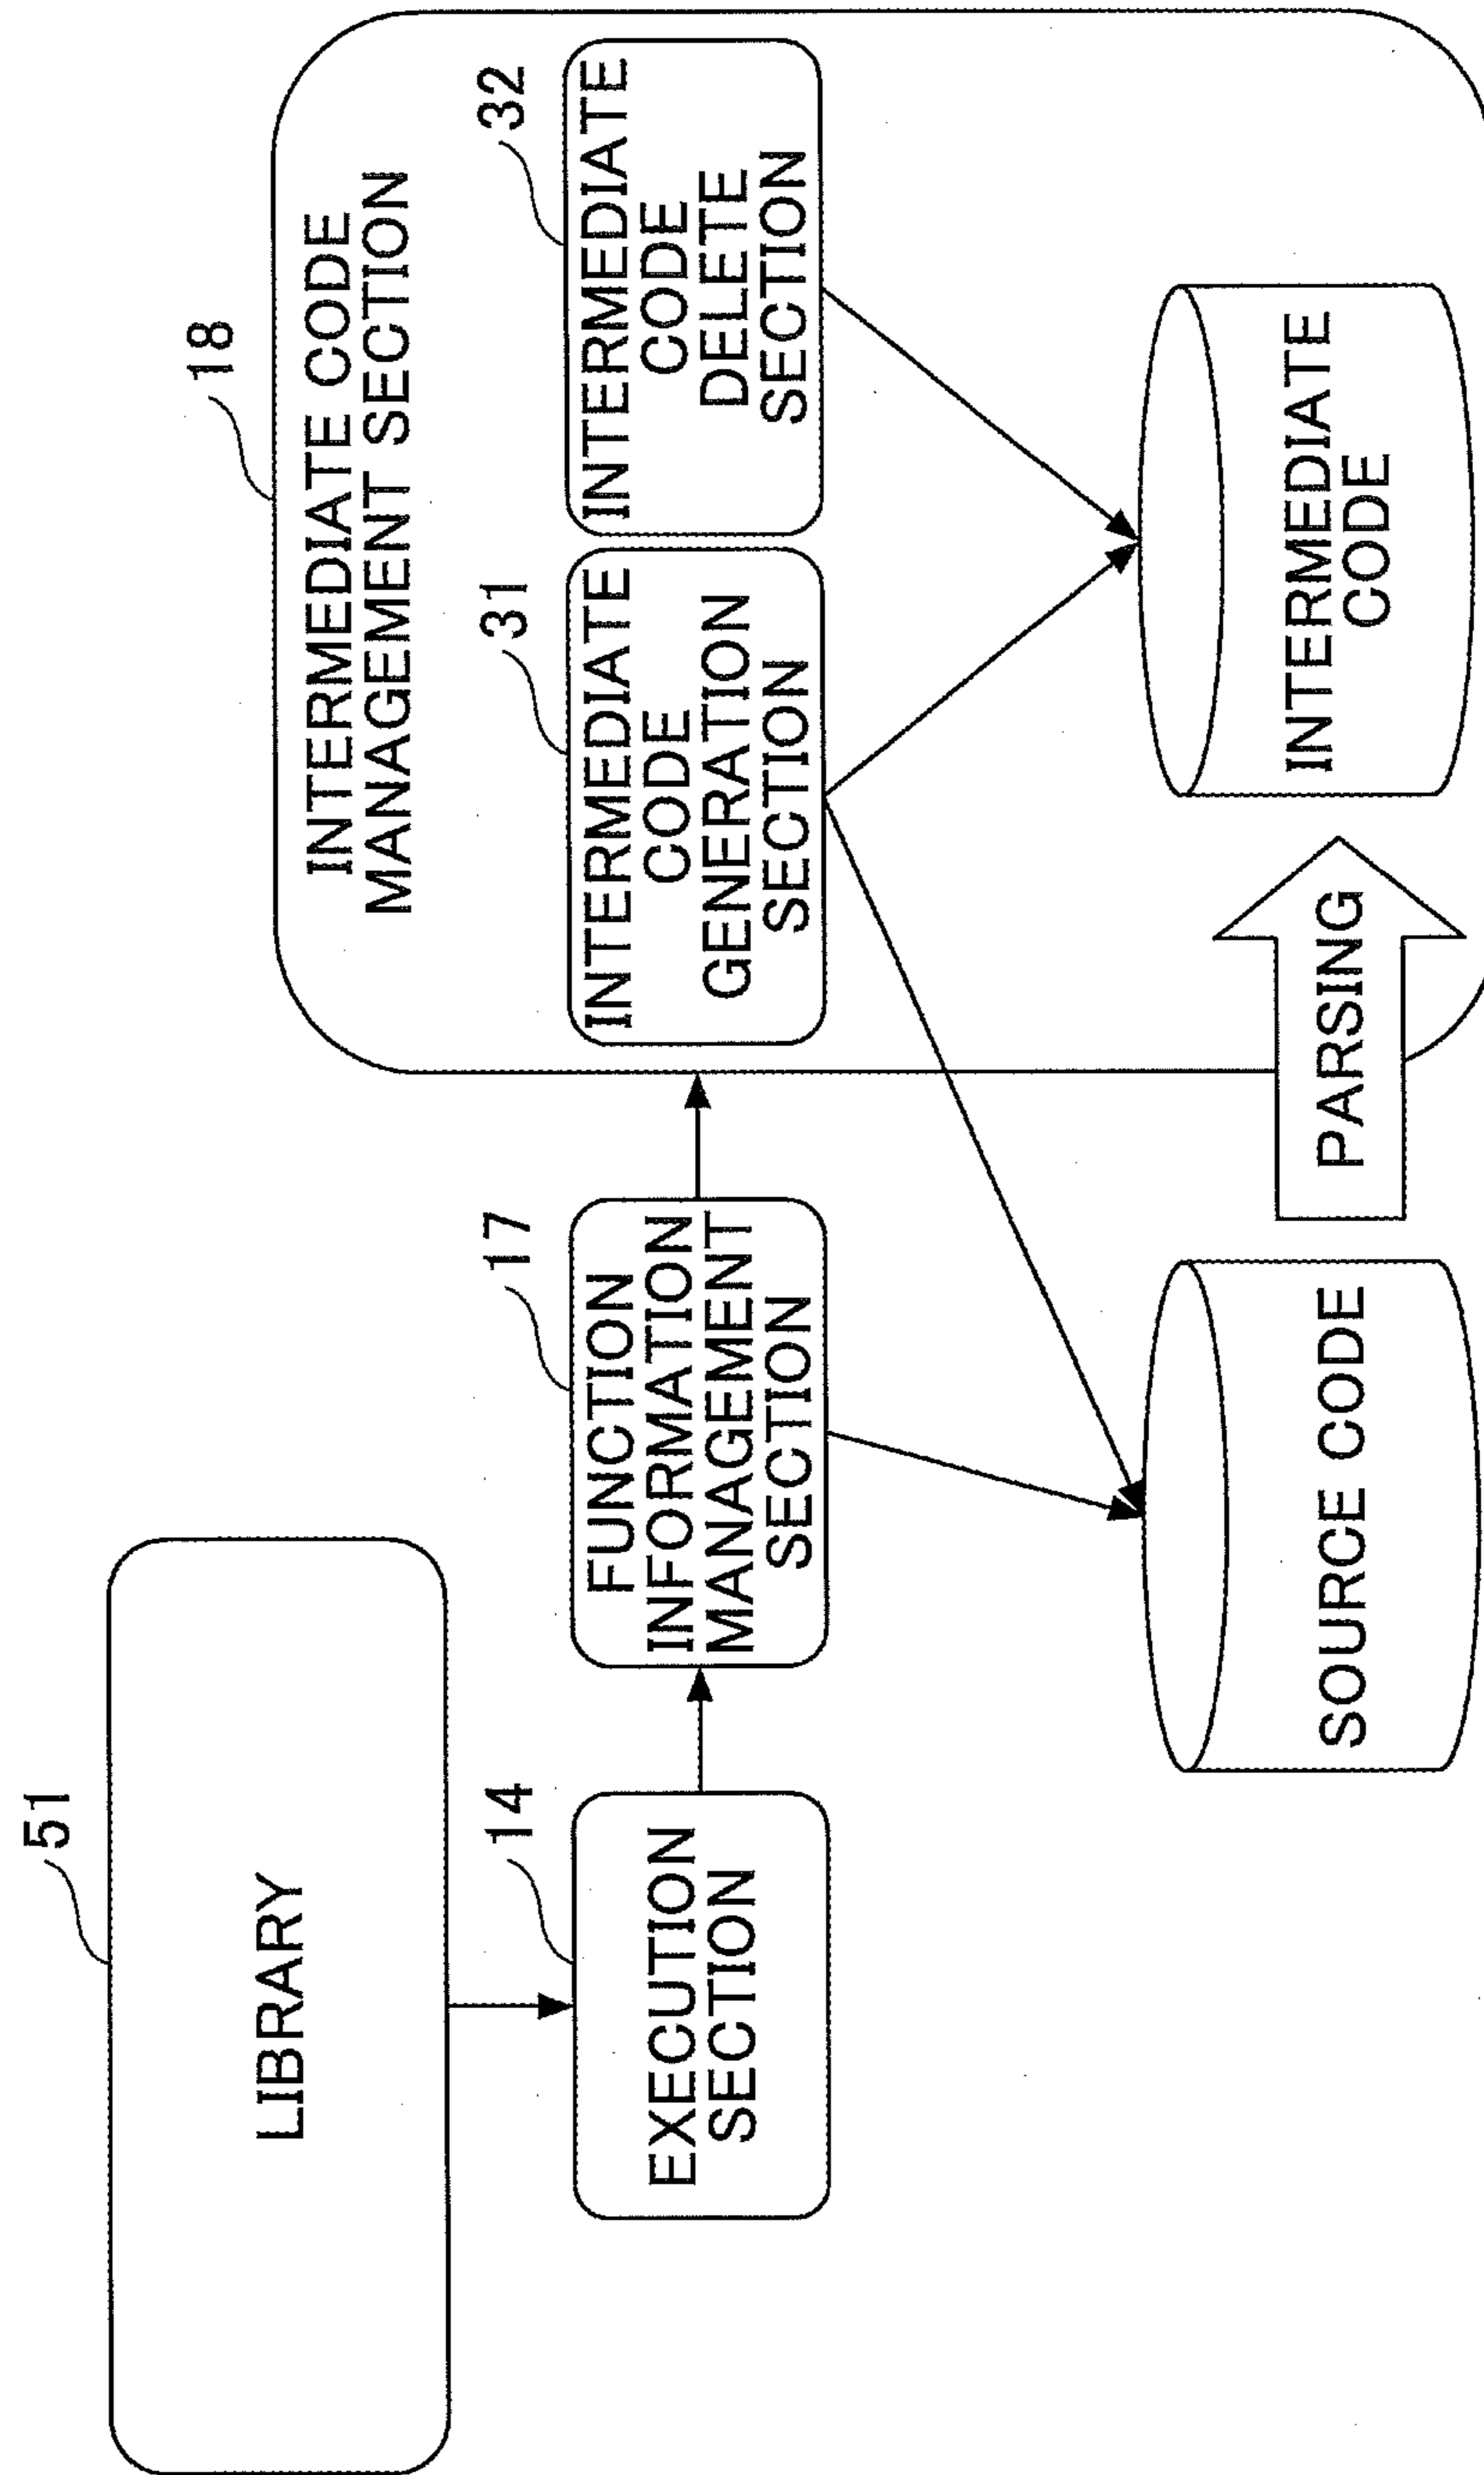 51
LIBRARY
14
EXECUTION
SECTION
17
FUNCTION
INFORMATION
MANAGEMENT
SECTION
18
INTERMEDIATE CODE
MANAGEMENT SECTION
31
INTERMEDIATE
CODE
GENERATION
SECTION
32
INTERMEDIATE
CODE
DELETE
SECTION
SOURCE CODE
PARSING
INTERMEDIATE
CODE